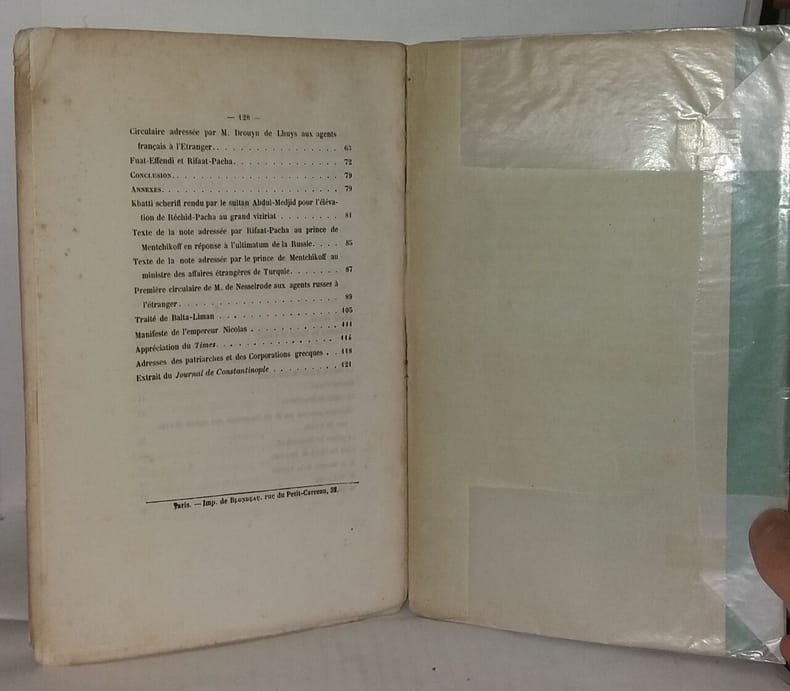 — 128 —
Circulaire adressée par M. Drouyn de Lhuys aux agents
français à l'Etranger. . . . . . . . . . . . . . . . . 63
Fuat-Effendi et Rifaat-Pacha. . . . . . . . . . . . . . 72
CONCLUSION. . . . . . . . . . . . . . . . . . . . . 79
ANNEXES. . . . . . . . . . . . . . . . . . . . . . 79
Khatti scheriff rendu par le sultan Abdul-Medjid pour l'éléva-
tion de Réchid-Pacha au grand viziriat . . . . . . . . 81
Texte de la note adressée par Rifaat-Pacha au prince de
Mentchikoff en réponse à l'ultimatum de la Russie. . . . 85
Texte de la note adressée par le prince de Mentchikoff au
ministre des affaires étrangères de Turquie. . . . . . . 87
Première circulaire de M. de Nesselrode aux agents russes à
l'étranger. . . . . . . . . . . . . . . . . . . . . 89
Traité de Balta-Liman . . . . . . . . . . . . . . . . 105
Manifeste de l'empereur Nicolas . . . . . . . . . . . . 111
Appréciation du Times. . . . . . . . . . . . . . . . 114
Adresses des patriarches et des Corporations grecques . . 118
Extrait du Journal de Constantinople . . . . . . . . . 121
Paris. — Imp. de BLONDEAU, rue du Petit-Carreau, 32.